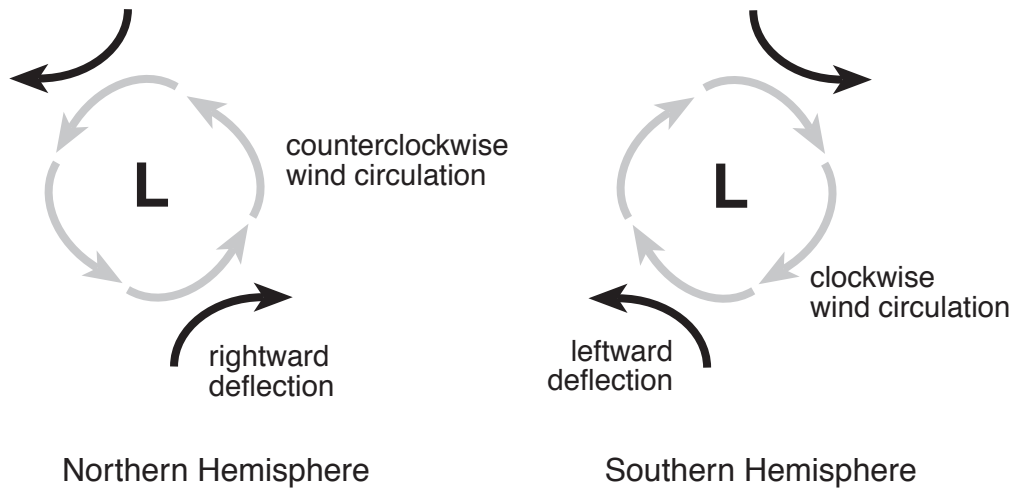 L
counterclockwise
wind circulation
rightward
deflection
Northern Hemisphere
L
clockwise
wind circulation
leftward
deflection
Southern Hemisphere